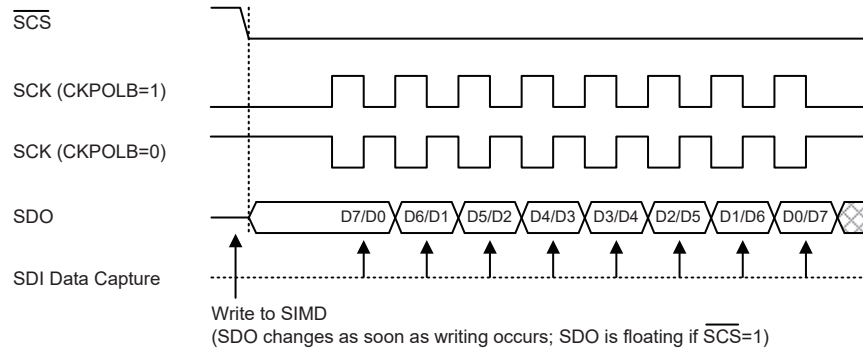 SCS
SCK (CKPOLB=1)
SCK (CKPOLB=0)
SDO
D7/D0 D6/D1 D5/D2 D4/D3 D3/D4 D2/D5 D1/D6 D0/D7
SDI Data Capture
Write to SIMD
(SDO changes as soon as writing occurs; SDO is floating if SCS=1)